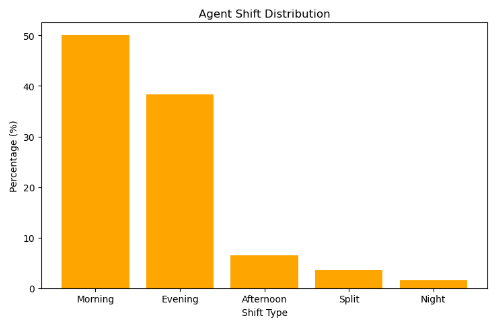 Agent Shift Distribution
Percentage (%)
50
40
30
20
10
0
Morning Evening Afternoon Split Night
Shift Type